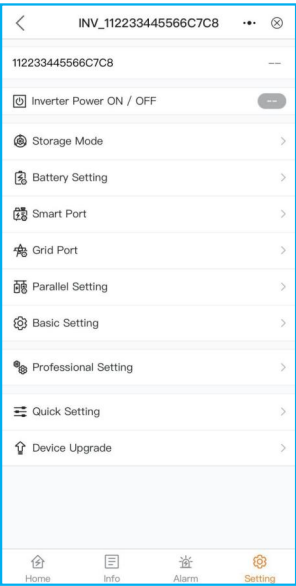 INV_112233445566C7C8
112233445566C7C8 --
Inverter Power ON / OFF --
Storage Mode
Battery Setting
Smart Port
Grid Port
Parallel Setting
Basic Setting
Professional Setting
Quick Setting
Device Upgrade
Home Info Alarm Setting